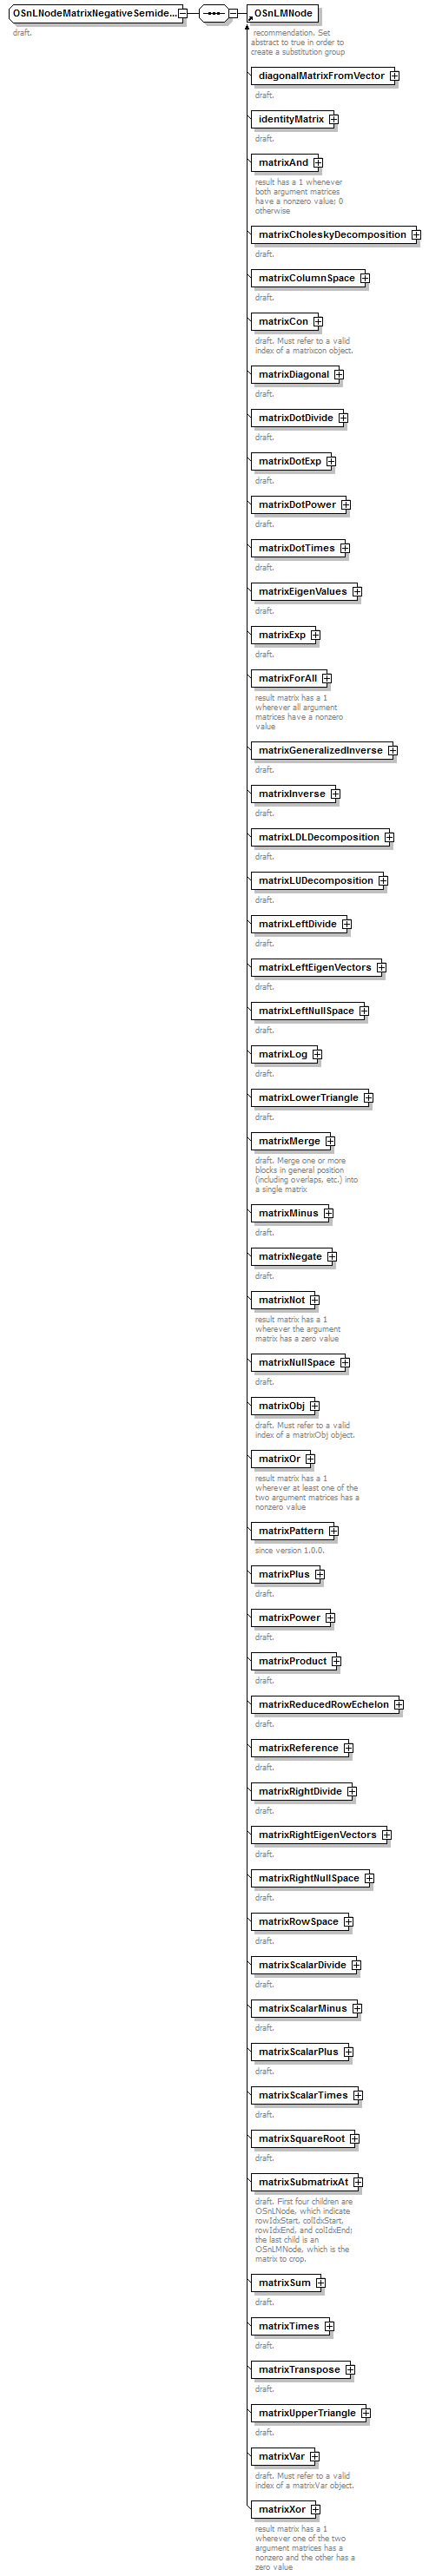 OSnLNodeMatrixNegativeSemide...
OSnLMNode
draft.
recommendation. Set
abstract to true in order to
create a substitution group
diagonalMatrixFromVector
draft.
identityMatrix
draft.
matrixAnd
result has a 1 whenever
both argument matrices
have a nonzero value; 0
otherwise
matrixCholeskyDecomposition
draft.
matrixColumnSpace
draft.
matrixCon
draft. Must refer to a valid
index of a matrixcon object.
matrixDiagonal
draft.
matrixDotDivide
draft.
matrixDotExp
draft.
matrixDotPower
draft.
matrixDotTimes
draft.
matrixEigenValues
draft.
matrixExp
draft.
matrixForAll
result matrix has a 1
wherever all argument
matrices have a nonzero
value
matrixGeneralizedInverse
draft.
matrixInverse
draft.
matrixLDLDecomposition
draft.
matrixLUDecomposition
draft.
matrixLeftDivide
draft.
matrixLeftEigenVectors
draft.
matrixLeftNullSpace
draft.
matrixLog
draft.
matrixLowerTriangle
draft.
matrixMerge
draft. Merge one or more
blocks in general position
(including overlaps, etc.) into
a single matrix
matrixMinus
draft.
matrixNegate
draft.
matrixNot
result matrix has a 1
wherever the argument
matrix has a zero value
matrixNullSpace
draft.
matrixObj
draft. Must refer to a valid
index of a matrixObj object.
matrixOr
result matrix has a 1
wherever at least one of the
two argument matrices has a
nonzero value
matrixPattern
since version 1.0.0.
matrixPlus
draft.
matrixPower
draft.
matrixProduct
draft.
matrixReducedRowEchelon
draft.
matrixReference
draft.
matrixRightDivide
draft.
matrixRightEigenVectors
draft.
matrixRightNullSpace
draft.
matrixRowSpace
draft.
matrixScalarDivide
draft.
matrixScalarMinus
draft.
matrixScalarPlus
draft.
matrixScalarTimes
draft.
matrixSquareRoot
draft.
matrixSubmatrixAt
draft. First four children are
OSnLNode, which indicate
rowIdxStart, colIdxStart,
rowIdxEnd, and colIdxEnd;
the last child is an
OSnLMNode, which is the
matrix to crop.
matrixSum
draft.
matrixTimes
draft.
matrixTranspose
draft.
matrixUpperTriangle
draft.
matrixVar
draft. Must refer to a valid
index of a matrixVar object.
matrixXor
result matrix has a 1
wherever one of the two
argument matrices has a
nonzero and the other has a
zero value